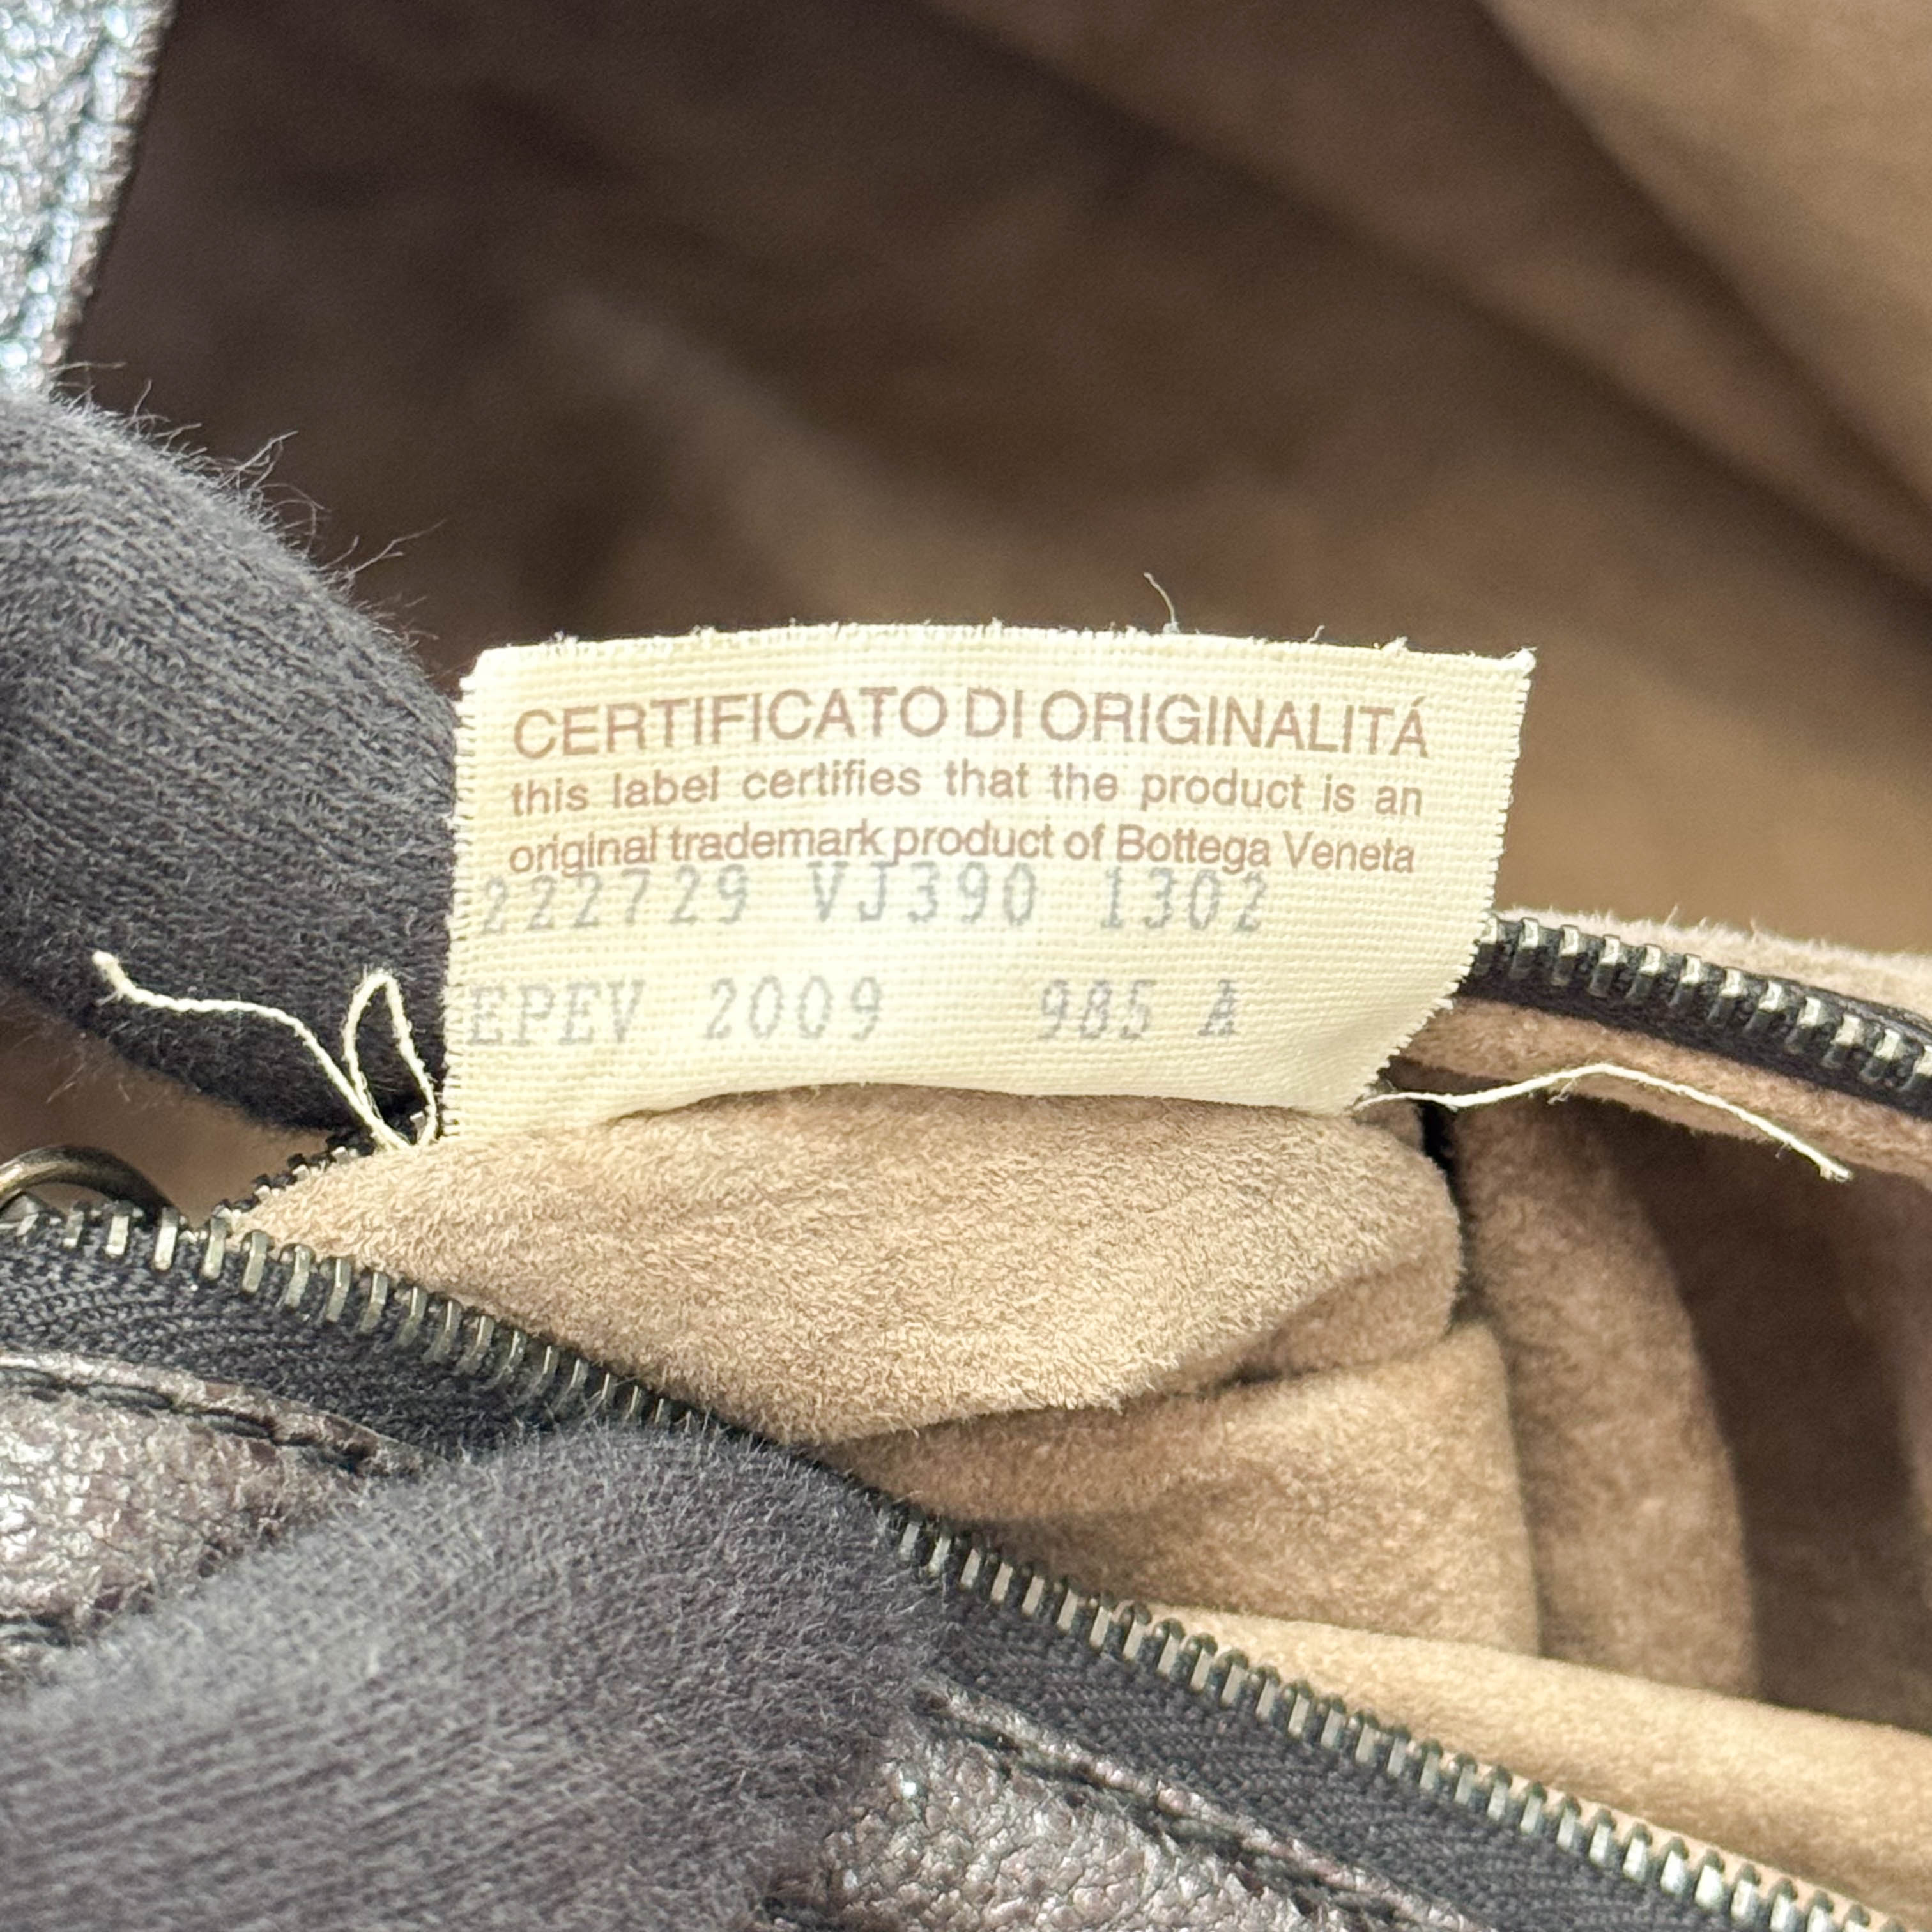 CERTIFICATO DI ORIGINALITÁ
this label certifies that the product is an
original trademark product of Bottega Veneta
222729 VJ390 1302
EPEV 2009 985 A